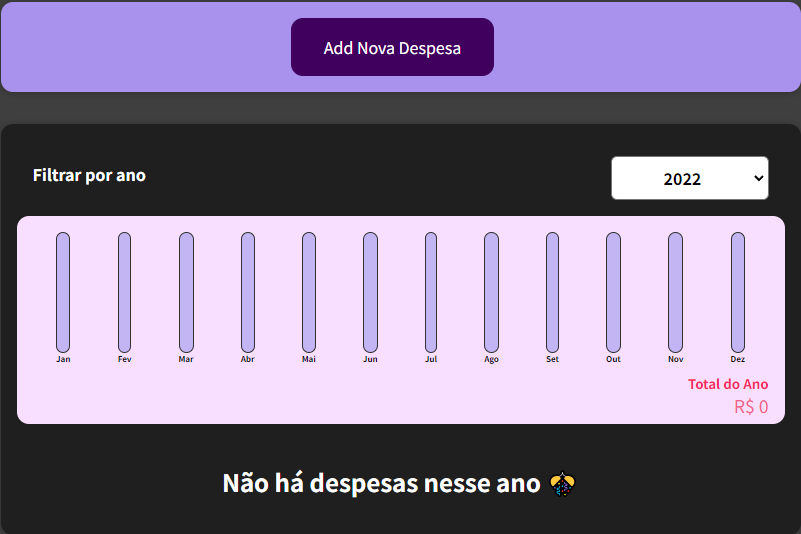 Add Nova Despesa
Filtrar por ano
2022
Jan Fev Mar Abr Mai Jun Jul Ago Set Out Nov Dez
Total do Ano
R$ 0
Não há despesas nesse ano